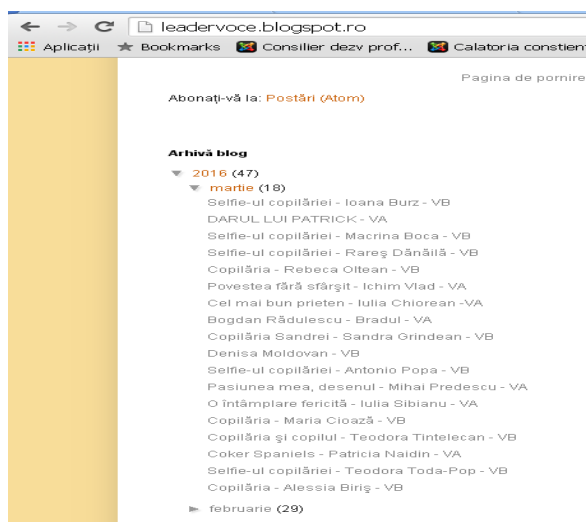 leadervoce.blogspot.ro
Aplicații Bookmarks Consilier dezv prof... Calatoria constien
Pagina de pornire
Abonați-vă la: Postări (Atom)
Arhivă blog
▼ 2016 (47)
▼ martie (18)
Selfie-ul copilăriei - Ioana Burz - VB
DARUL LUI PATRICK - VA
Selfie-ul copilăriei - Macrina Boca - VB
Selfie-ul copilăriei - Rareş Dănăilă - VB
Copilăria - Rebeca Oltean - VB
Povestea fără sfârşit - Ichim Vlad - VA
Cel mai bun prieten - Iulia Chiorean -VA
Bogdan Rădulescu - Bradul - VA
Copilăria Sandrei - Sandra Grindean - VB
Denisa Moldovan - VB
Selfie-ul copilăriei - Antonio Popa - VB
Pasiunea mea, desenul - Mihai Predescu - VA
O întâmplare fericită - Iulia Sibianu - VA
Copilăria - Maria Cioază - VB
Copilăria şi copilul - Teodora Tintelecan - VB
Coker Spaniels - Patricia Naidin - VA
Selfie-ul copilăriei - Teodora Toda-Pop - VB
Copilăria - Alessia Biriş - VB
► februarie (29)